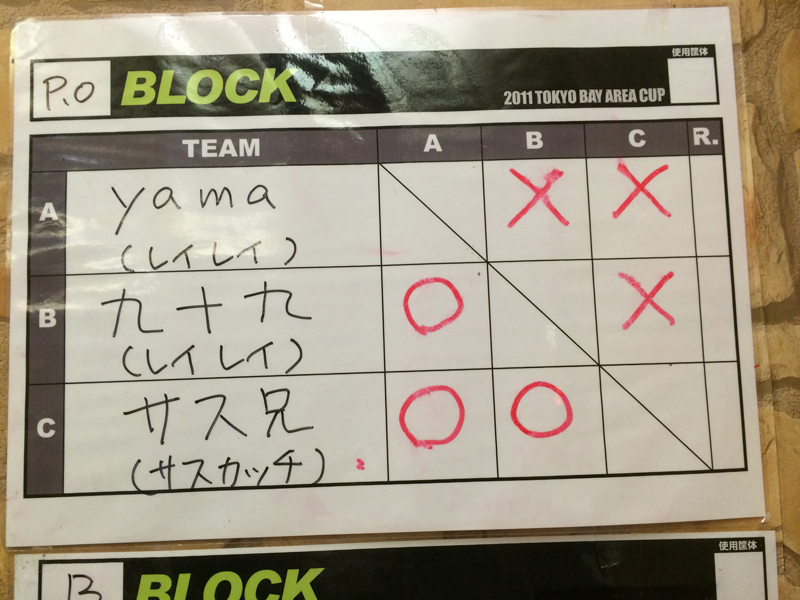 使用筐体
P.O BLOCK
2011 TOKYO BAY AREA CUP
TEAM A B C R.
A yama × ×
(レイレイ)
B 九十九 ○ ×
(レイレイ)
C サス兄 ○ ○
(サスカッチ)
使用筐体
B BLOCK